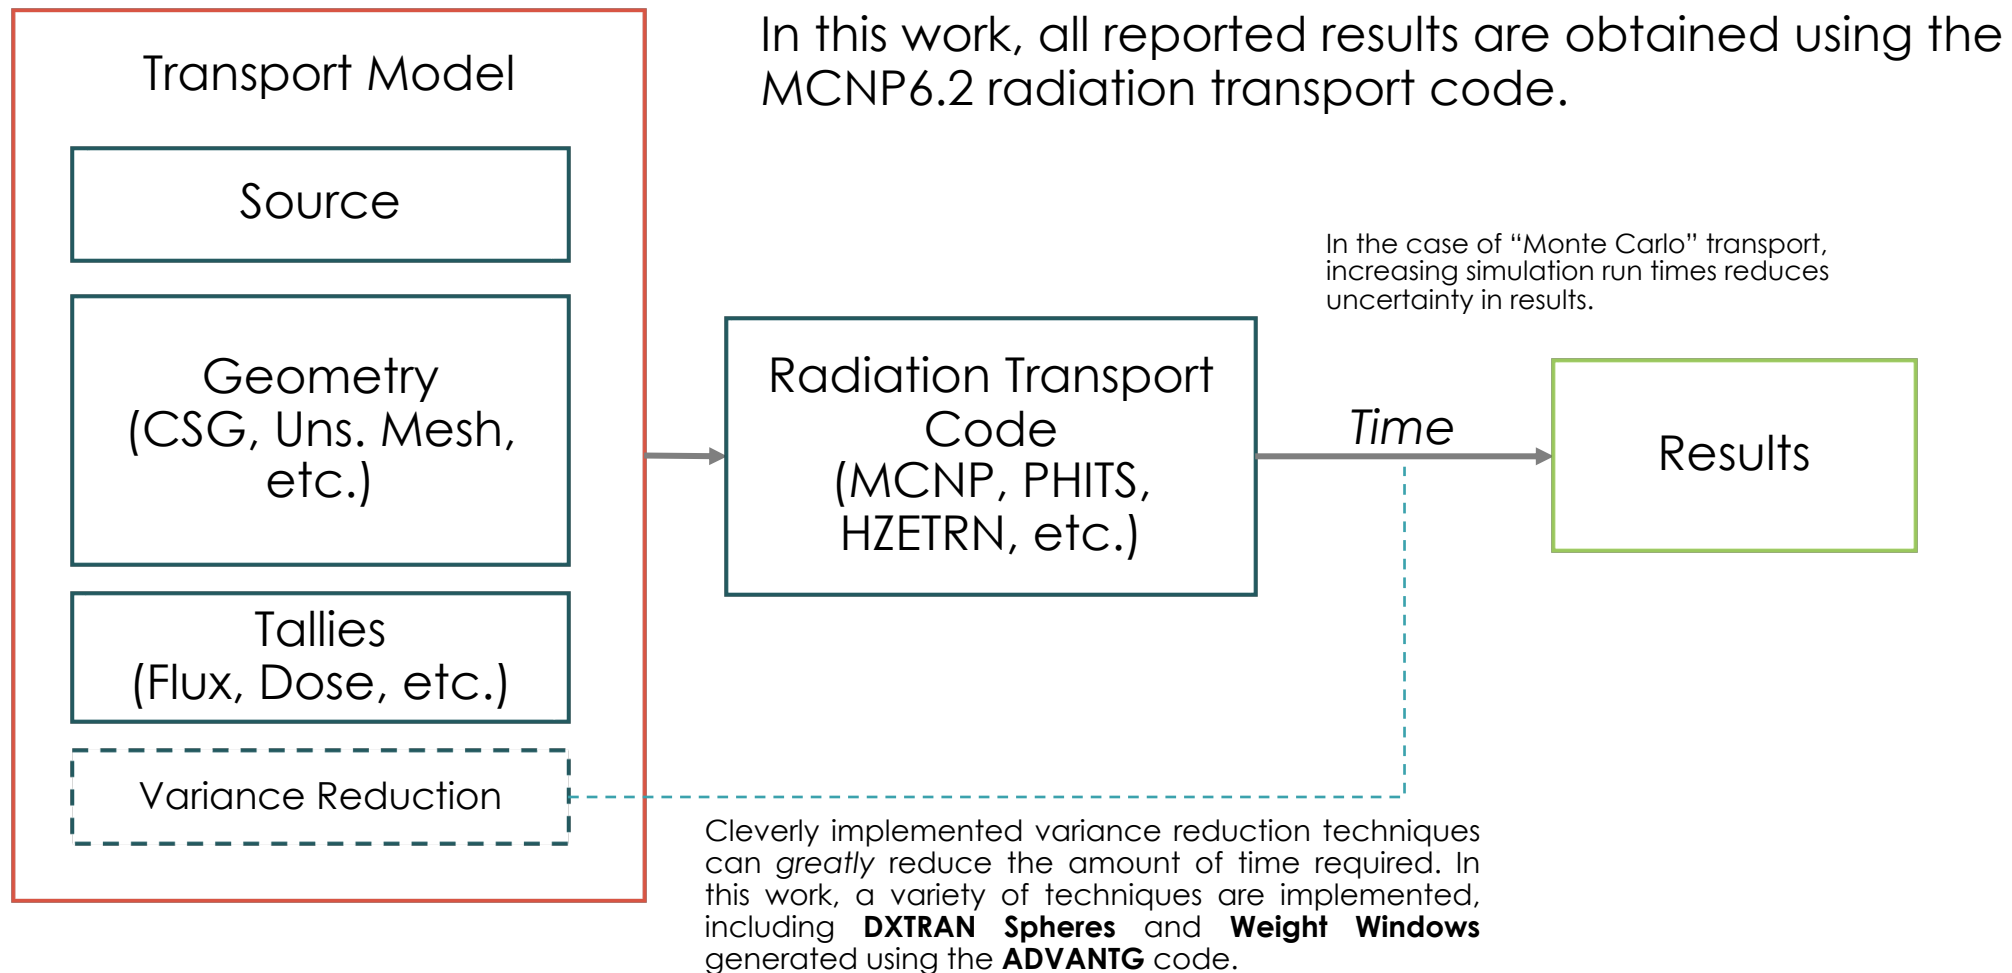 In this work, all reported results are obtained using the
MCNP6.2 radiation transport code.
Transport Model
Source
Geometry
(CSG, Uns. Mesh,
etc.)
Tallies
(Flux, Dose, etc.)
Variance Reduction
Radiation Transport
Code
(MCNP, PHITS,
HZETRN, etc.)
In the case of “Monte Carlo” transport,
increasing simulation run times reduces
uncertainty in results.
Time
Results
Cleverly implemented variance reduction techniques
can greatly reduce the amount of time required. In
this work, a variety of techniques are implemented,
including DXTRAN Spheres and Weight Windows
generated using the ADVANTG code.